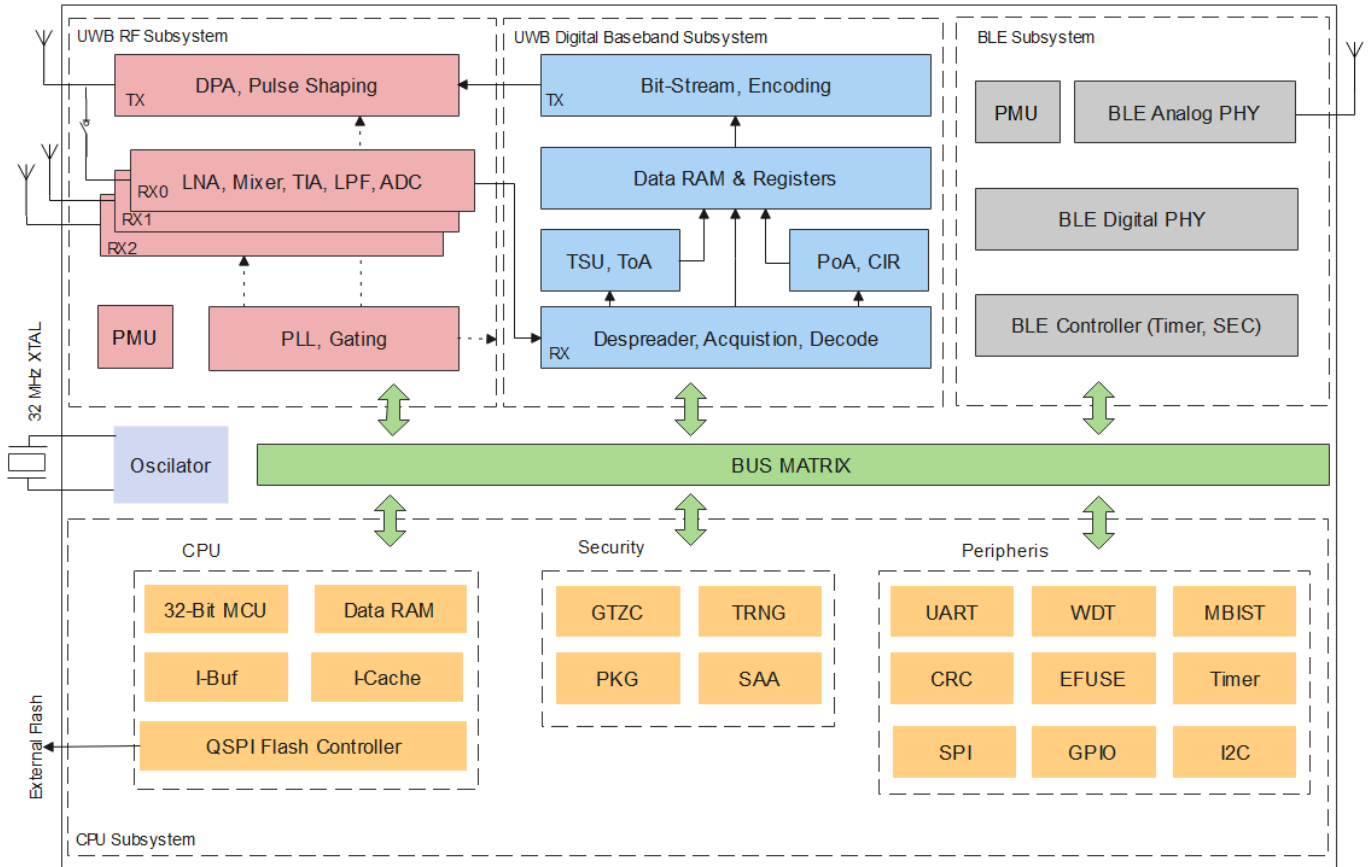 UWB RF Subsystem
DPA, Pulse Shaping
TX
LNA, Mixer, TIA, LPF, ADC
RX0
RX1
RX2
PMU
PLL, Gating
UWB Digital Baseband Subsystem
Bit-Stream, Encoding
TX
Data RAM & Registers
TSU, ToA
PoA, CIR
Despreader, Acquistion, Decode
RX
BLE Subsystem
PMU
BLE Analog PHY
BLE Digital PHY
BLE Controller (Timer, SEC)
32 MHz XTAL
Oscilator
BUS MATRIX
CPU
32-Bit MCU
Data RAM
I-Buf
I-Cache
QSPI Flash Controller
External Flash
Security
GTZC
TRNG
PKG
SAA
Peripheris
UART
WDT
MBIST
CRC
EFUSE
Timer
SPI
GPIO
I2C
CPU Subsystem